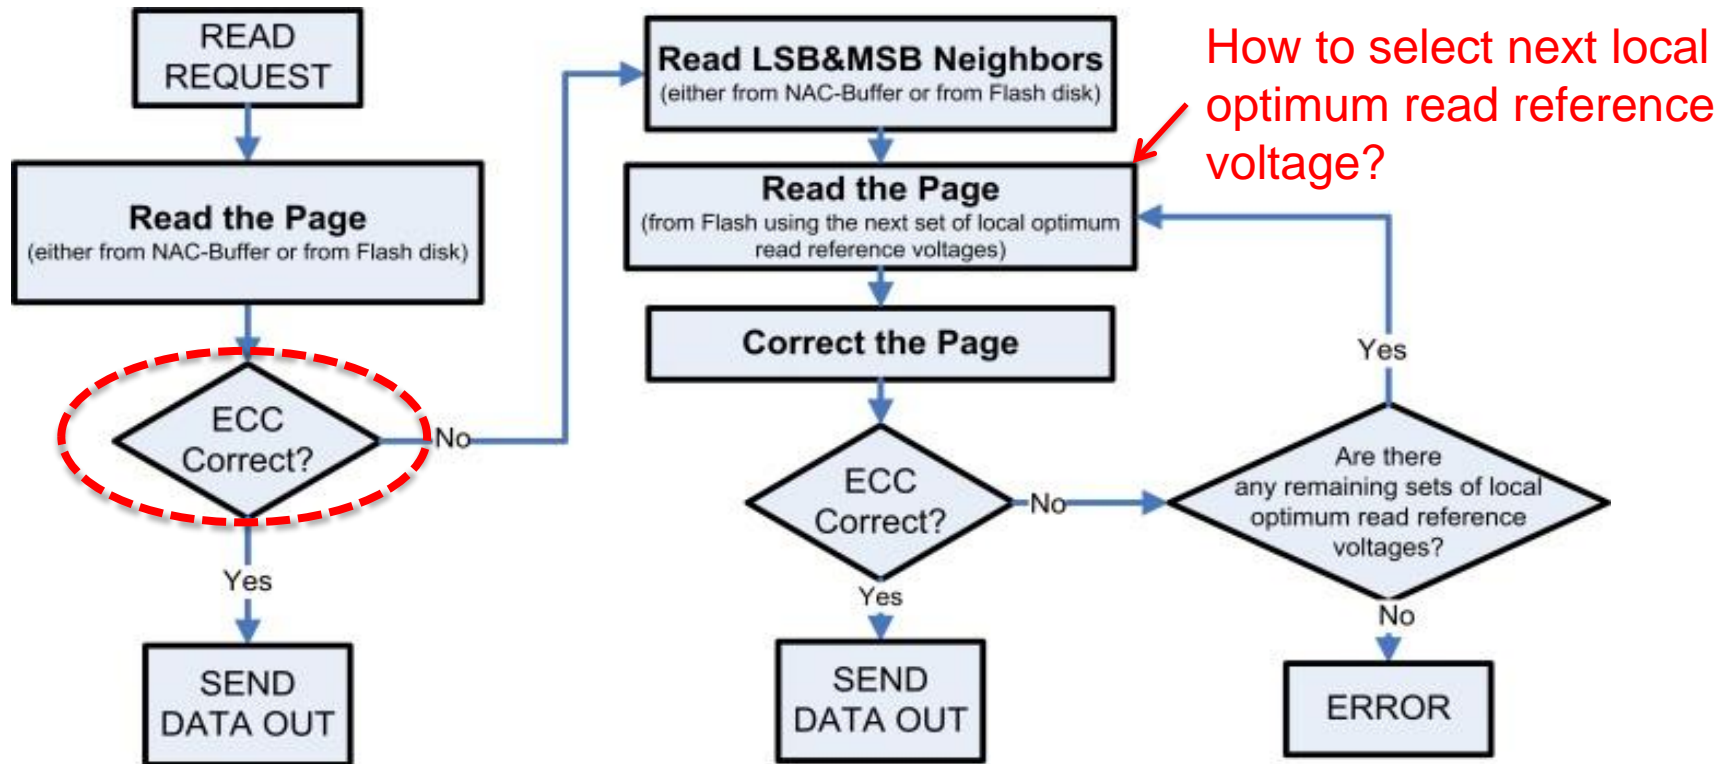 READ
REQUEST
Read the Page
(either from NAC-Buffer or from Flash disk)
ECC
Correct?
No
Yes
SEND
DATA OUT
Read LSB&MSB Neighbors
(either from NAC-Buffer or from Flash disk)
How to select next local
optimum read reference
voltage?
Read the Page
(from Flash using the next set of local optimum
read reference voltages)
Correct the Page
ECC
Correct?
No
Yes
SEND
DATA OUT
Yes
Are there
any remaining sets of local
optimum read reference
voltages?
No
ERROR